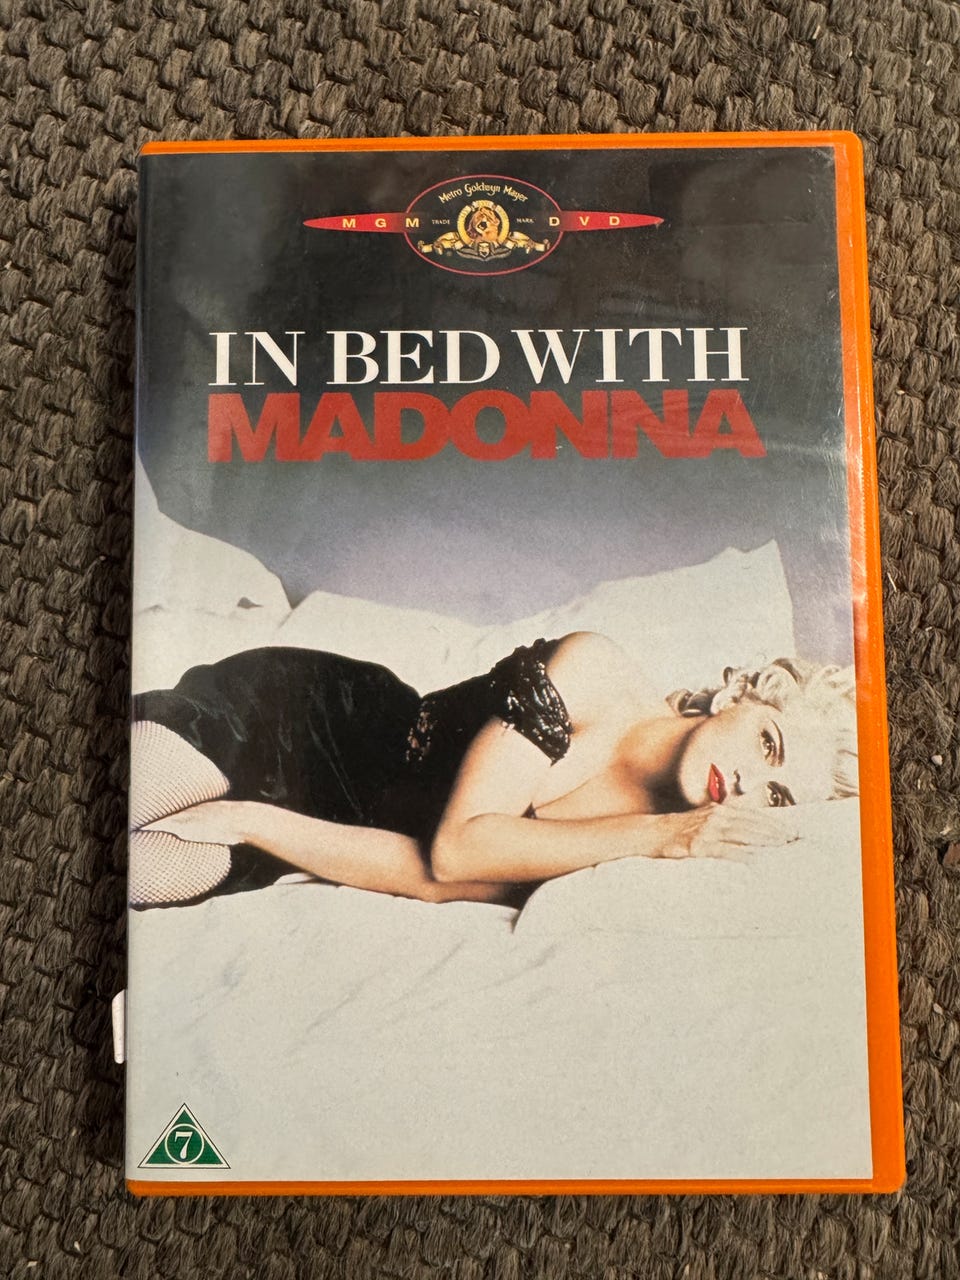 Metro Goldwyn Mayer
MGM TRADE MARK DVD
IN BED WITH
MADONNA
7